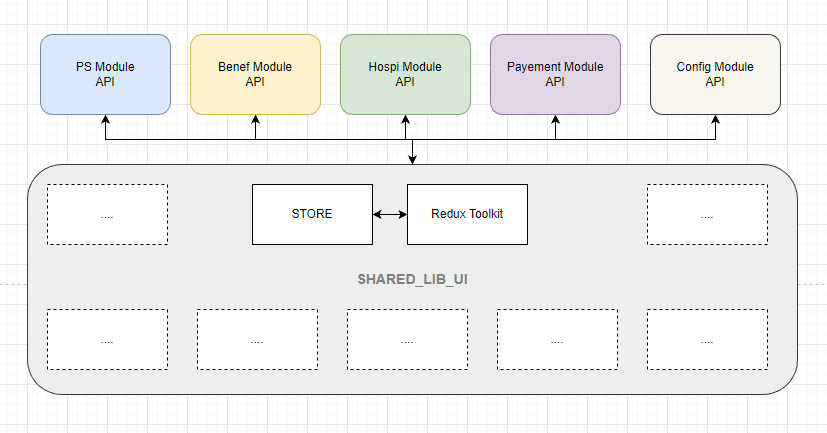 PS Module
API
Benef Module
API
Hospi Module
API
Payement Module
API
Config Module
API
....
STORE
Redux Toolkit
....
SHARED_LIB_UI
....
....
....
....
....